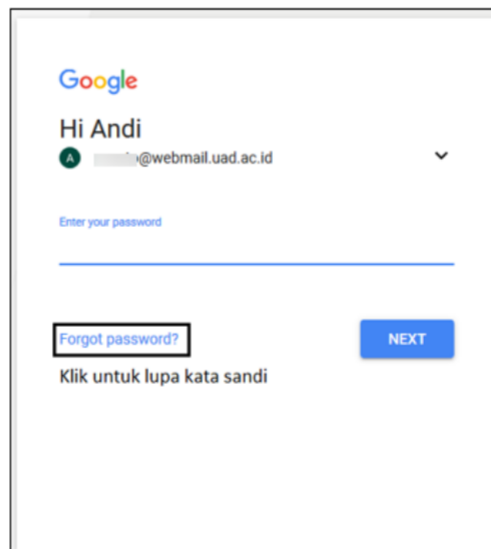 Google
Hi Andi
A @webmail.uad.ac.id
Enter your password
Forgot password? NEXT
Klik untuk lupa kata sandi